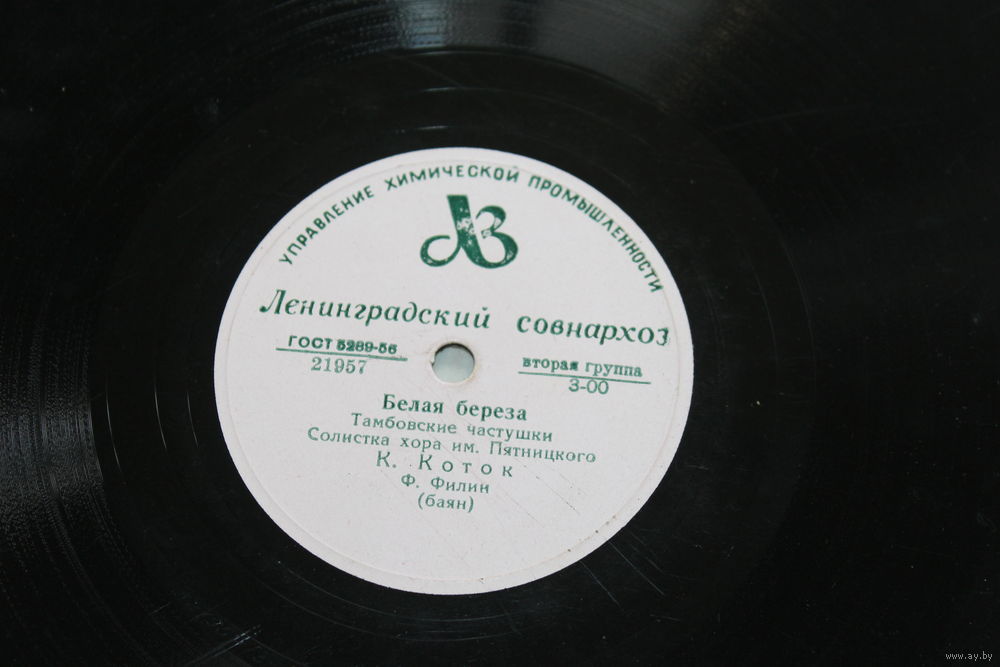 УПРАВЛЕНИЕ ХИМИЧЕСКОЙ ПРОМЫШЛЕННОСТИ
ЛЗ
Ленинградский совнархоз
ГОСТ 5289-56
21957
вторая группа
3-00
Белая береза
Тамбовские частушки
Солистка хора им. Пятницкого
К. Коток
Ф. Филин
(баян)
www.ay.by